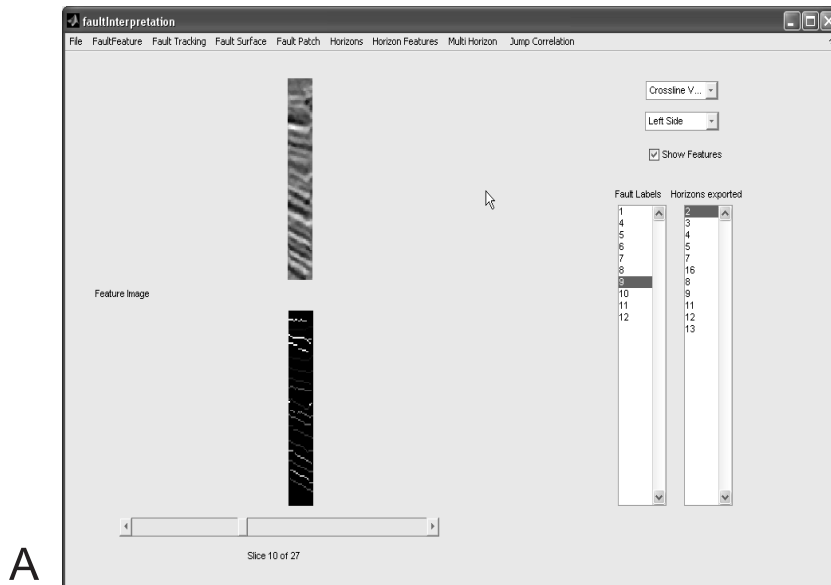 faultInterpretation
File FaultFeature Fault Tracking Fault Surface Fault Patch Horizons Horizon Features Multi Horizon Jump Correlation
Crossline V...
Left Side
Show Features
Fault Labels Horizons exported
1 2
4 3
5 4
6 5
7 7
8 16
9 8
10 9
11 11
12 12
13
Feature Image
Slice 10 of 27
A